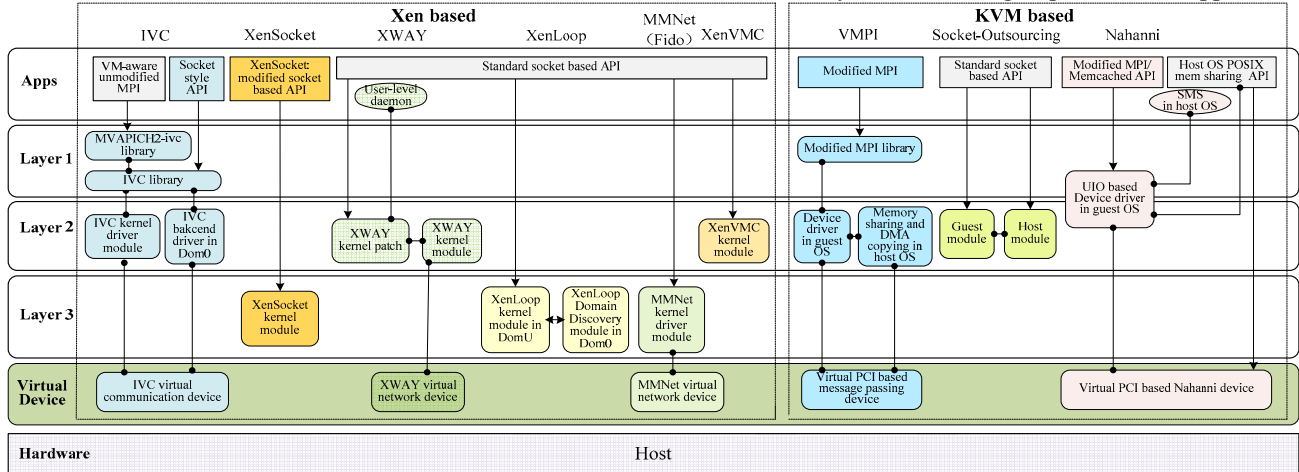 Xen based
KVM based
IVC
XenSocket
XWAY
XenLoop
MMNet
(Fido)
XenVMC
VMPI
Socket-Outsourcing
Nahanni
Apps
VM-aware
unmodified
MPI
Socket
style
API
XenSocket:
modified socket
based API
Standard socket based API
User-level
daemon
Modified MPI
Standard socket
based API
Modified MPI/
Memcached API
Host OS POSIX
mem sharing API
SMS
in host OS
Layer 1
MVAPICH2-ivc
library
IVC library
Modified MPI library
UIO based
Device driver
in guest OS
Layer 2
IVC kernel
driver
module
IVC
bakcend
driver in
Dom0
XWAY
kernel patch
XWAY
kernel
module
XenVMC
kernel
module
Device
driver
in guest
OS
Memory
sharing and
DMA
copying in
host OS
Guest
module
Host
module
Layer 3
XenSocket
kernel
module
XenLoop
kernel
module in
DomU
XenLoop
Domain
Discovery
module in
Dom0
MMNet
kernel
driver
module
Virtual
Device
IVC virtual
communication device
XWAY virtual
network device
MMNet virtual
network device
Virtual PCI based
message passing
device
Virtual PCI based Nahanni device
Hardware
Host